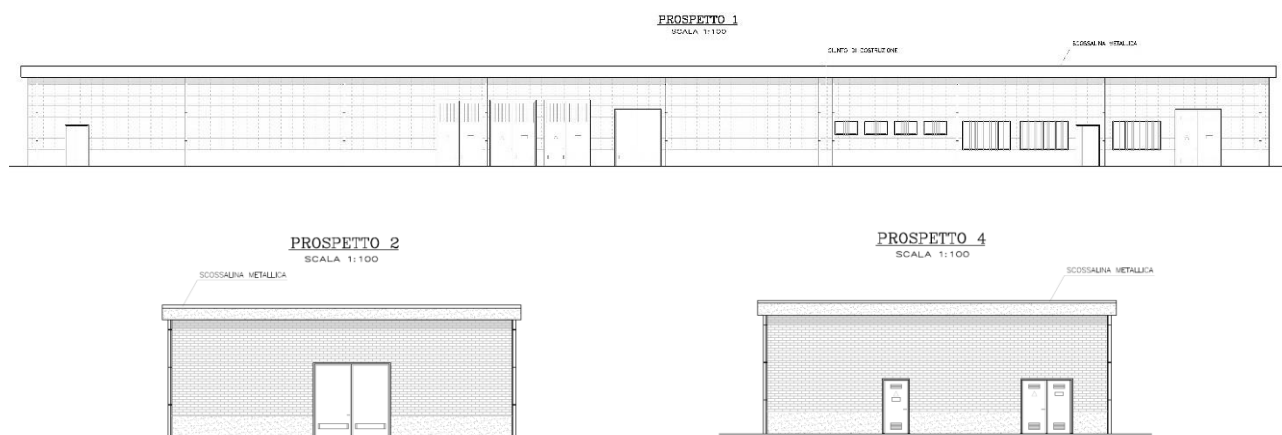 PROSPETTO 1
SCALA 1:100
GIUNTO DI COSTRUZIONE
SCOSSALINA METALLICA
PROSPETTO 2
SCALA 1:100
SCOSSALINA METALLICA
PROSPETTO 4
SCALA 1:100
SCOSSALINA METALLICA